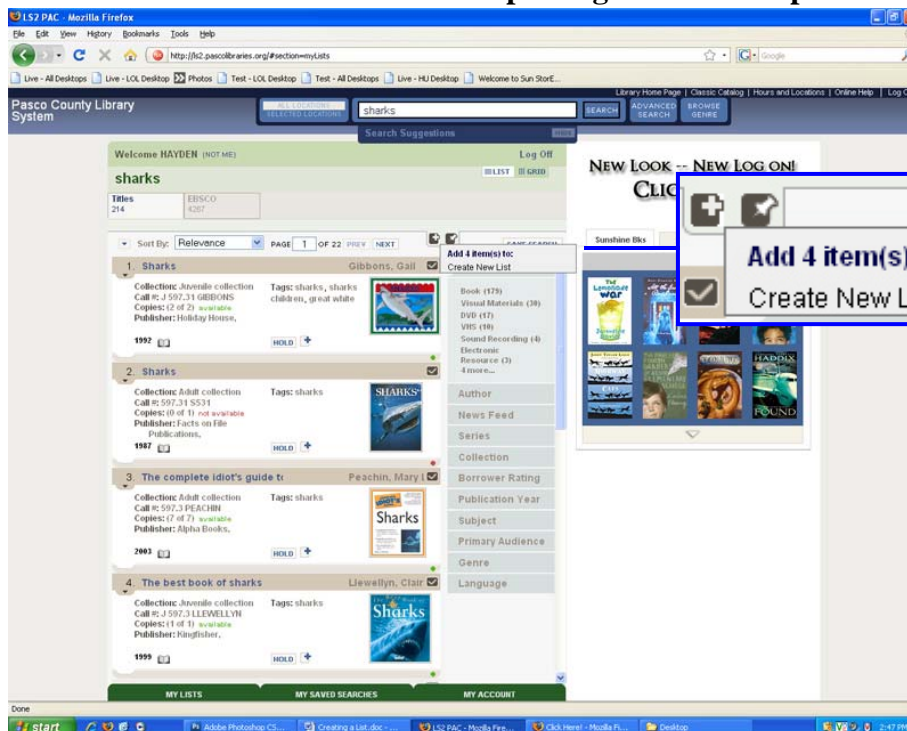 LS2 PAC - Mozilla Firefox
File Edit View History Bookmarks Tools Help
http://ls2.pascolibraries.org/#section=myLists
Google
Live - All Desktops Live - LOL Desktop Photos Test - LOL Desktop Test - All Desktops Live - HU Desktop Welcome to Sun StorE...
Library Home Page | Classic Catalog | Hours and Locations | Online Help | Log
Pasco County Library System
ALL LOCATIONS
SELECTED LOCATIONS
sharks
SEARCH
ADVANCED SEARCH
BROWSE GENRE
Search Suggestions
HIDE
Welcome HAYDEN (NOT ME)
Log Off
sharks
LIST GRID
Titles
214
EBSCO
4267
Sort By: Relevance PAGE 1 OF 22 PREV NEXT
SAVE SEARCH
Add 4 item(s) to:
Create New List
1. Sharks Gibbons, Gail
Collection: Juvenile collection
Call #: J 597.31 GIBBONS
Copies: (2 of 2) available
Publisher: Holiday House,
Tags: sharks, sharks
children, great white
1992
HOLD
2. Sharks
Collection: Adult collection
Call #: 597.31 S531
Copies: (0 of 1) not available
Publisher: Facts on File
Publications,
Tags: sharks
SHARKS
1987
HOLD
3. The complete idiot's guide to Peachin, Mary L
Collection: Adult collection
Call #: 597.3 PEACHIN
Copies: (7 of 7) available
Publisher: Alpha Books,
Tags: sharks
Sharks
2003
HOLD
4. The best book of sharks Llewellyn, Clair
Collection: Juvenile collection
Call #: J 597.3 LLEWELLYN
Copies: (1 of 1) available
Publisher: Kingfisher,
Tags: sharks
Sharks
1999
HOLD
Book (179)
Visual Materials (38)
DVD (17)
VHS (10)
Sound Recording (4)
Electronic
Resource (3)
4 more...
Author
News Feed
Series
Collection
Borrower Rating
Publication Year
Subject
Primary Audience
Genre
Language
NEW LOOK -- NEW LOG ON!
CLIC
Sunshine Bks
Add 4 item(s)
Create New L
The
Lemonade
war
HADDIX
FOUND
MY LISTS
MY SAVED SEARCHES
MY ACCOUNT
Done
start
Adobe Photoshop CS...
Creating a List.doc - ...
LS2 PAC - Mozilla Fire...
Click Here! - Mozilla Fi...
Desktop
2:47 PM